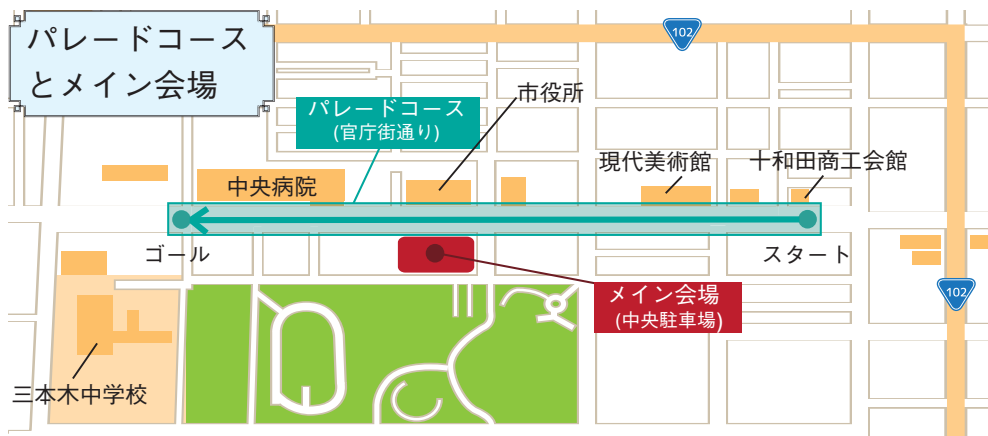 パレードコース
とメイン会場
102
市役所
パレードコース
(官庁街通り)
現代美術館
十和田商工会館
中央病院
ゴール
スタート
メイン会場
(中央駐車場)
102
三本木中学校